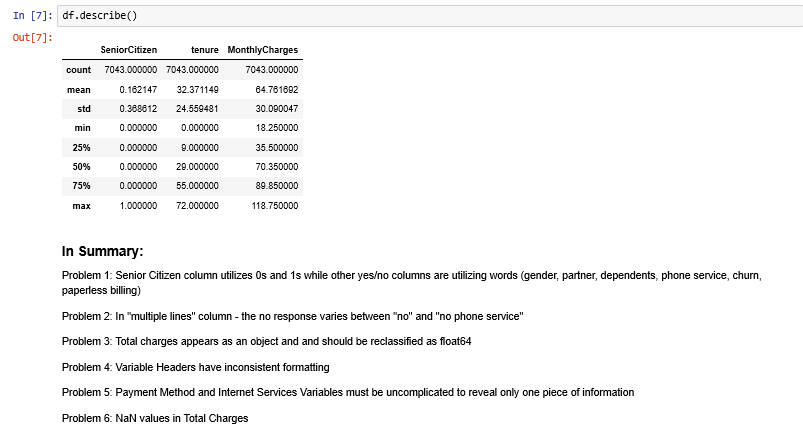 In [7]: df.describe()
Out[7]:
SeniorCitizen tenure MonthlyCharges
count 7043.000000 7043.000000 7043.000000
mean 0.162147 32.371149 64.761692
std 0.368612 24.559481 30.090047
min 0.000000 0.000000 18.250000
25% 0.000000 9.000000 35.500000
50% 0.000000 29.000000 70.350000
75% 0.000000 55.000000 89.850000
max 1.000000 72.000000 118.750000
In Summary:
Problem 1: Senior Citizen column utilizes 0s and 1s while other yes/no columns are utilizing words (gender, partner, dependents, phone service, churn,
paperless billing)
Problem 2: In "multiple lines" column - the no response varies between "no" and "no phone service"
Problem 3: Total charges appears as an object and and should be reclassified as float64
Problem 4: Variable Headers have inconsistent formatting
Problem 5: Payment Method and Internet Services Variables must be uncomplicated to reveal only one piece of information
Problem 6: NaN values in Total Charges